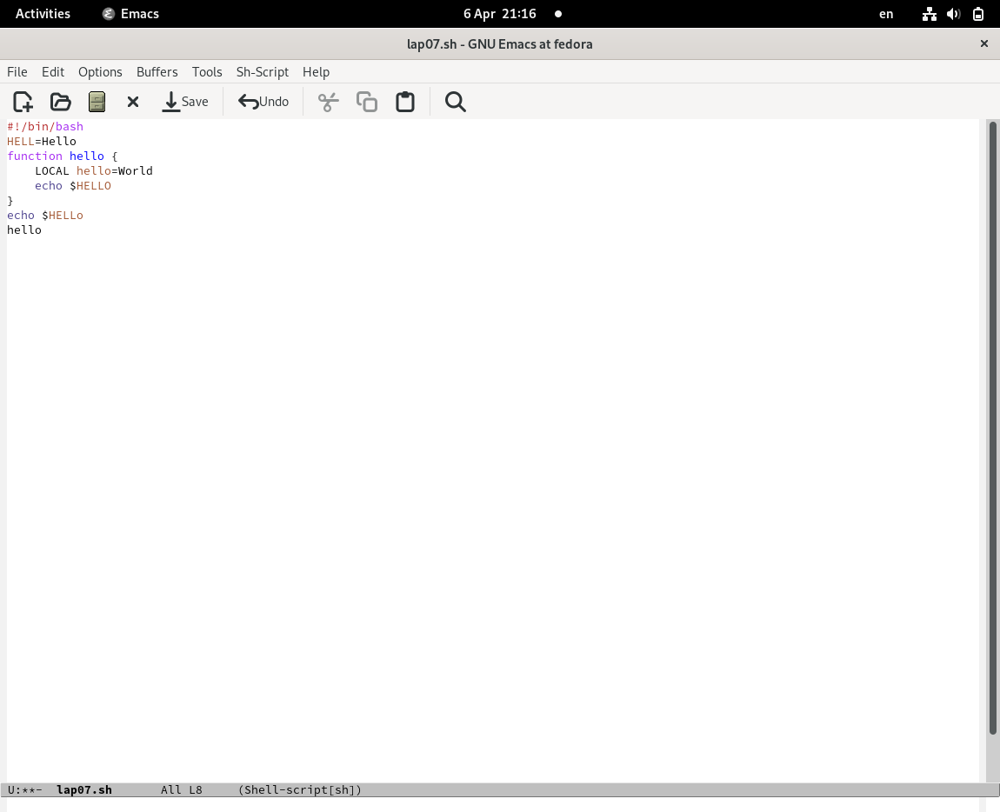 Activities Emacs 6 Apr 21:16 en
lap07.sh - GNU Emacs at fedora ×
File Edit Options Buffers Tools Sh-Script Help
Save Undo
#!/bin/bash
HELL=Hello
function hello {
    LOCAL hello=World
    echo $HELLO
}
echo $HELLo
hello
U:**- lap07.sh All L8 (Shell-script[sh])